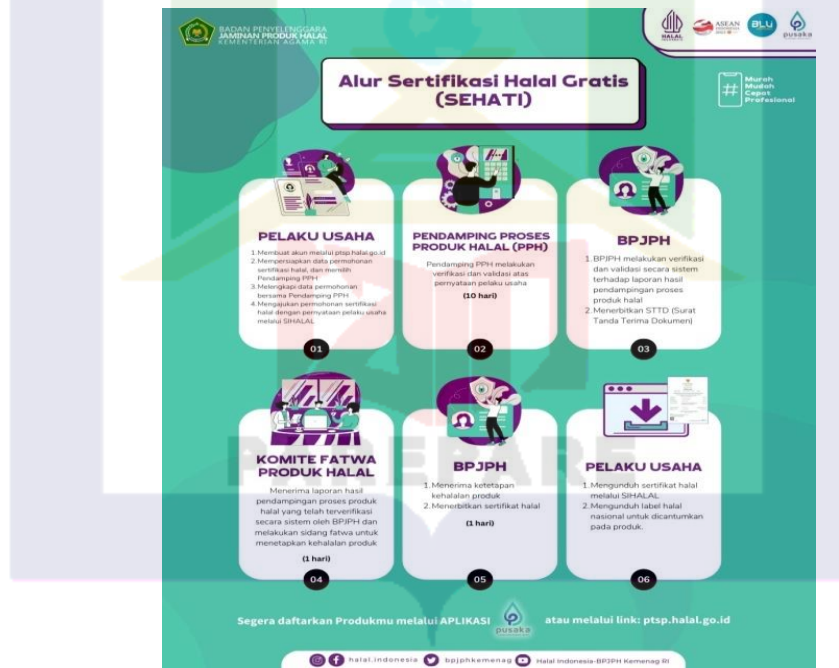 BADAN PENYELENGGARA
JAMINAN PRODUK HALAL
KEMENTERIAN AGAMA RI
HALAL
INDONESIA
ASEAN
BLU
pusaka
Alur Sertifikasi Halal Gratis
(SEHATI)
#
Murah
Mudah
Cepat
Profesional
PELAKU USAHA
1. Membuat akun melalui ptsp.halal.go.id
2. Mempersiapkan data permohonan
sertifikasi halal, dan memilih
Pendamping PPH
3. Melengkapi data permohonan
bersama Pendamping PPH
4. Mengajukan permohonan sertifikasi
halal dengan pernyataan pelaku usaha
melalui SIHALAL
01
PENDAMPING PROSES
PRODUK HALAL (PPH)
Pendamping PPH melakukan
verifikasi dan validasi atas
pernyataan pelaku usaha
(10 hari)
02
BPJPH
1. BPJPH melakukan verifikasi
dan validasi secara sistem
terhadap laporan hasil
pendampingan proses
produk halal
2. Menerbitkan STTD (Surat
Tanda Terima Dokumen)
03
KOMITE FATWA
PRODUK HALAL
Menerima laporan hasil
pendampingan proses produk
halal yang telah terverifikasi
secara sistem oleh BPJPH dan
melakukan sidang fatwa untuk
menetapkan kehalalan produk
(1 hari)
04
BPJPH
1. Menerima ketetapan
kehalalan produk
2. Menerbitkan sertifikat halal
(1 hari)
05
PELAKU USAHA
1. Mengunduh sertifikat halal
melalui SIHALAL
2. Mengunduh label halal
nasional untuk dicantumkan
pada produk.
06
PAREPARE
Segera daftarkan Produkmu melalui APLIKASI pusaka atau melalui link: ptsp.halal.go.id
halal.indonesia bpjphkemenag Halal Indonesia-BPJPH Kemenag RI